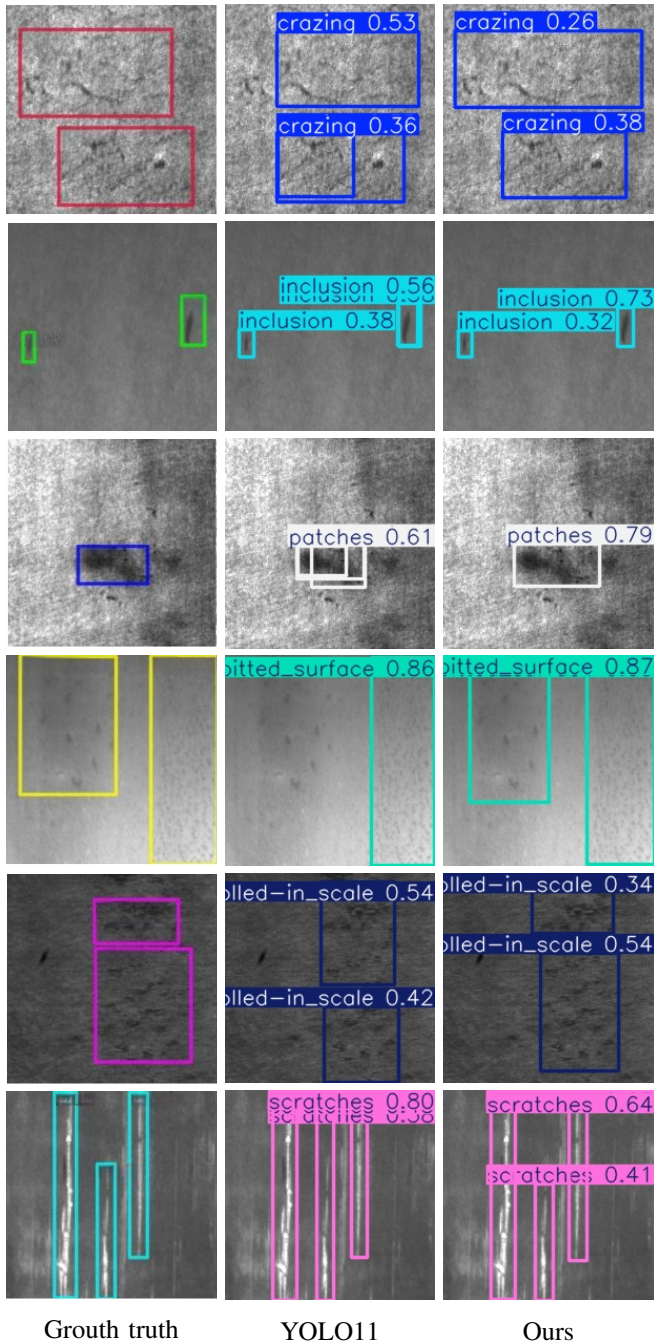 crazing 0.53
crazing 0.26
crazing 0.36
crazing 0.38
inclusion 0.56
inclusion 0.38
inclusion 0.73
inclusion 0.32
patches 0.61
patches 0.79
pitted_surface 0.86
pitted_surface 0.87
olled-in_scale 0.54
olled-in_scale 0.34
olled-in_scale 0.42
olled-in_scale 0.54
scratches 0.80
scratches 0.64
scratches 0.41
Grouth truth YOLO11 Ours